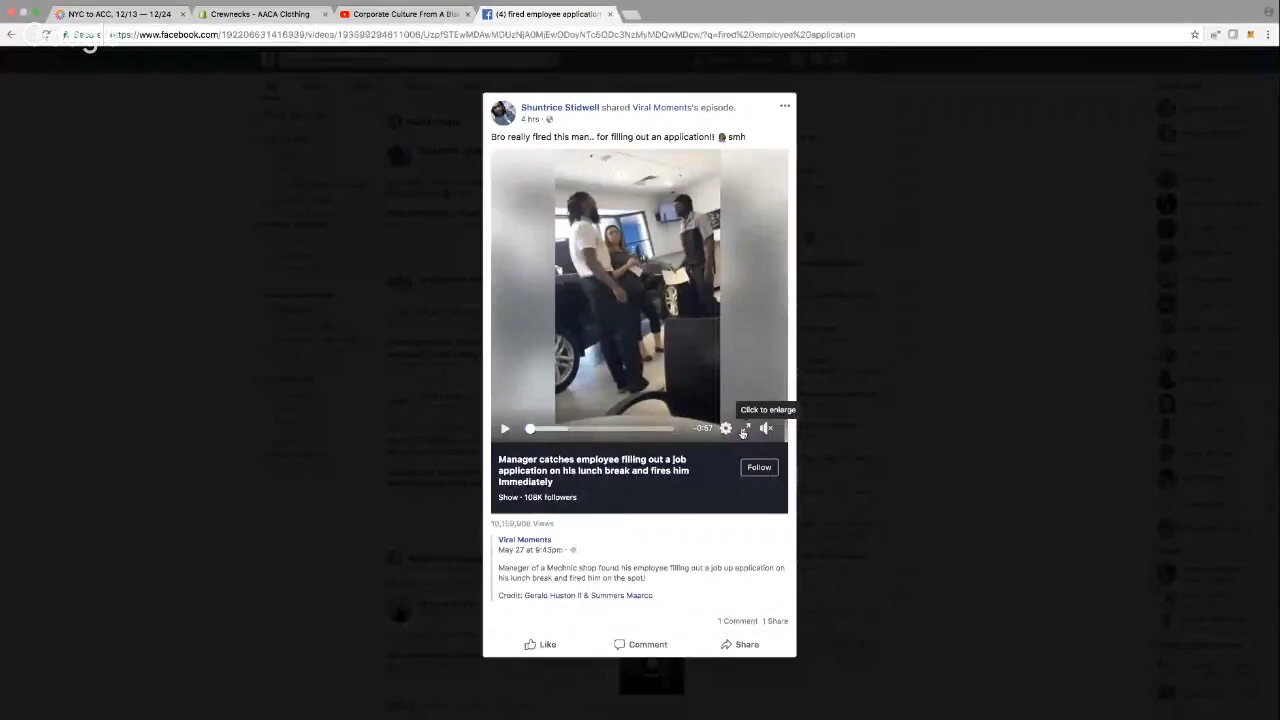 NYC to ACC, 12/13 — 12/24
Crewnecks - AACA Clothing
Corporate Culture From A Bla
(4) fired employee application
Secure
Shuntrice Stidwell shared Viral Moments's episode.
4 hrs ·
Bro really fired this man.. for filling out an application!! smh
Click to enlarge
-0:57
Manager catches employee filling out a job
application on his lunch break and fires him
Immediately
Follow
Show · 108K followers
10,159,908 Views
Viral Moments
May 27 at 9:43pm ·
Manager of a Mechnic shop found his employee filling out a job up application on
his lunch break and fired him on the spot!
Credit: Gerald Huston II & Summers Maarco
1 Comment 1 Share
Like
Comment
Share